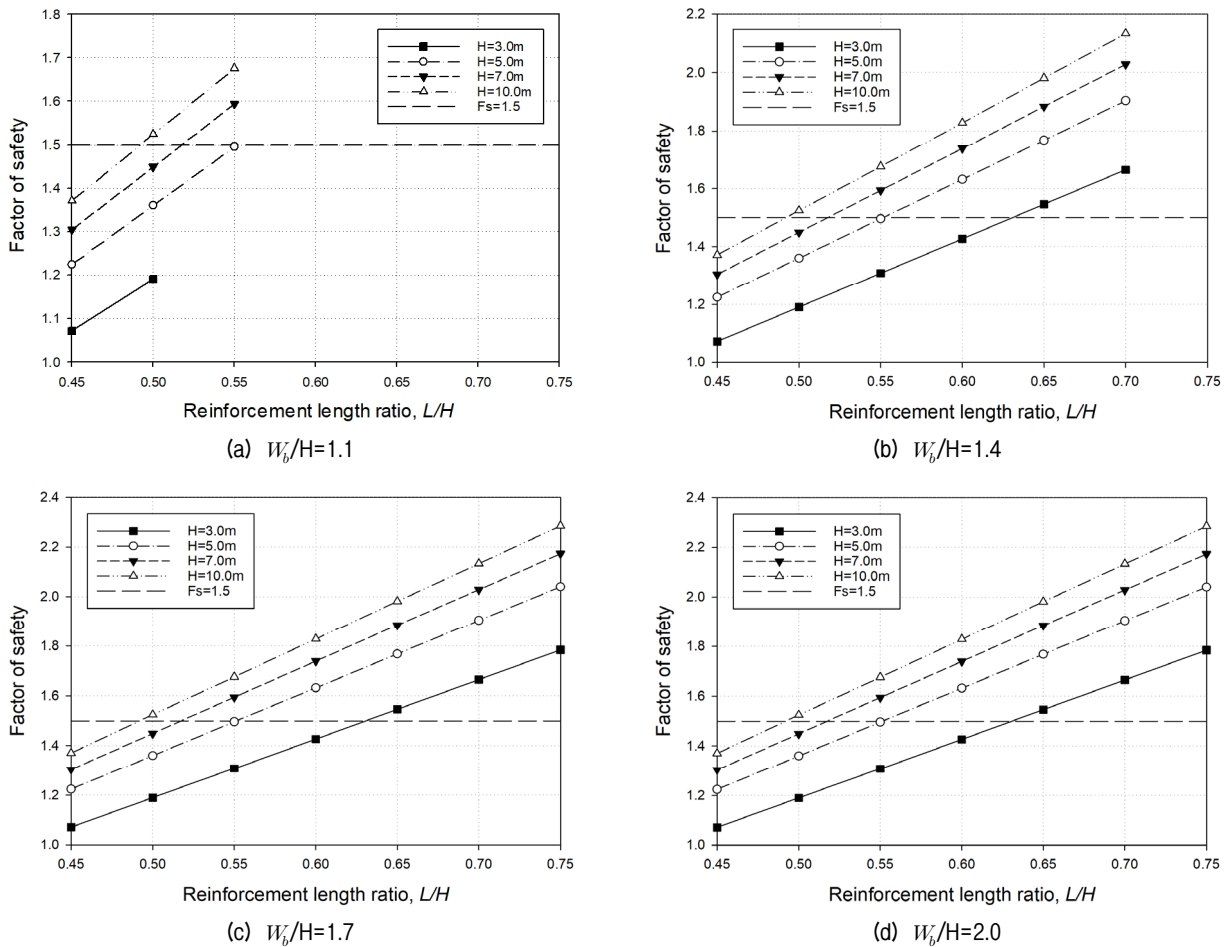 1.8
1.7
1.6
1.5
1.4
1.3
1.2
1.1
1.0
Factor of safety
H=3.0m
H=5.0m
H=7.0m
H=10.0m
Fs=1.5
0.45 0.50 0.55 0.60 0.65 0.70 0.75
Reinforcement length ratio, L/H
(a) W_b/H=1.1
2.2
2.0
1.8
1.6
1.4
1.2
1.0
Factor of safety
H=3.0m
H=5.0m
H=7.0m
H=10.0m
Fs=1.5
0.45 0.50 0.55 0.60 0.65 0.70 0.75
Reinforcement length ratio, L/H
(b) W_b/H=1.4
2.4
2.2
2.0
1.8
1.6
1.4
1.2
1.0
Factor of safety
H=3.0m
H=5.0m
H=7.0m
H=10.0m
Fs=1.5
0.45 0.50 0.55 0.60 0.65 0.70 0.75
Reinforcement length ratio, L/H
(c) W_b/H=1.7
2.4
2.2
2.0
1.8
1.6
1.4
1.2
1.0
Factor of safety
H=3.0m
H=5.0m
H=7.0m
H=10.0m
Fs=1.5
0.45 0.50 0.55 0.60 0.65 0.70 0.75
Reinforcement length ratio, L/H
(d) W_b/H=2.0